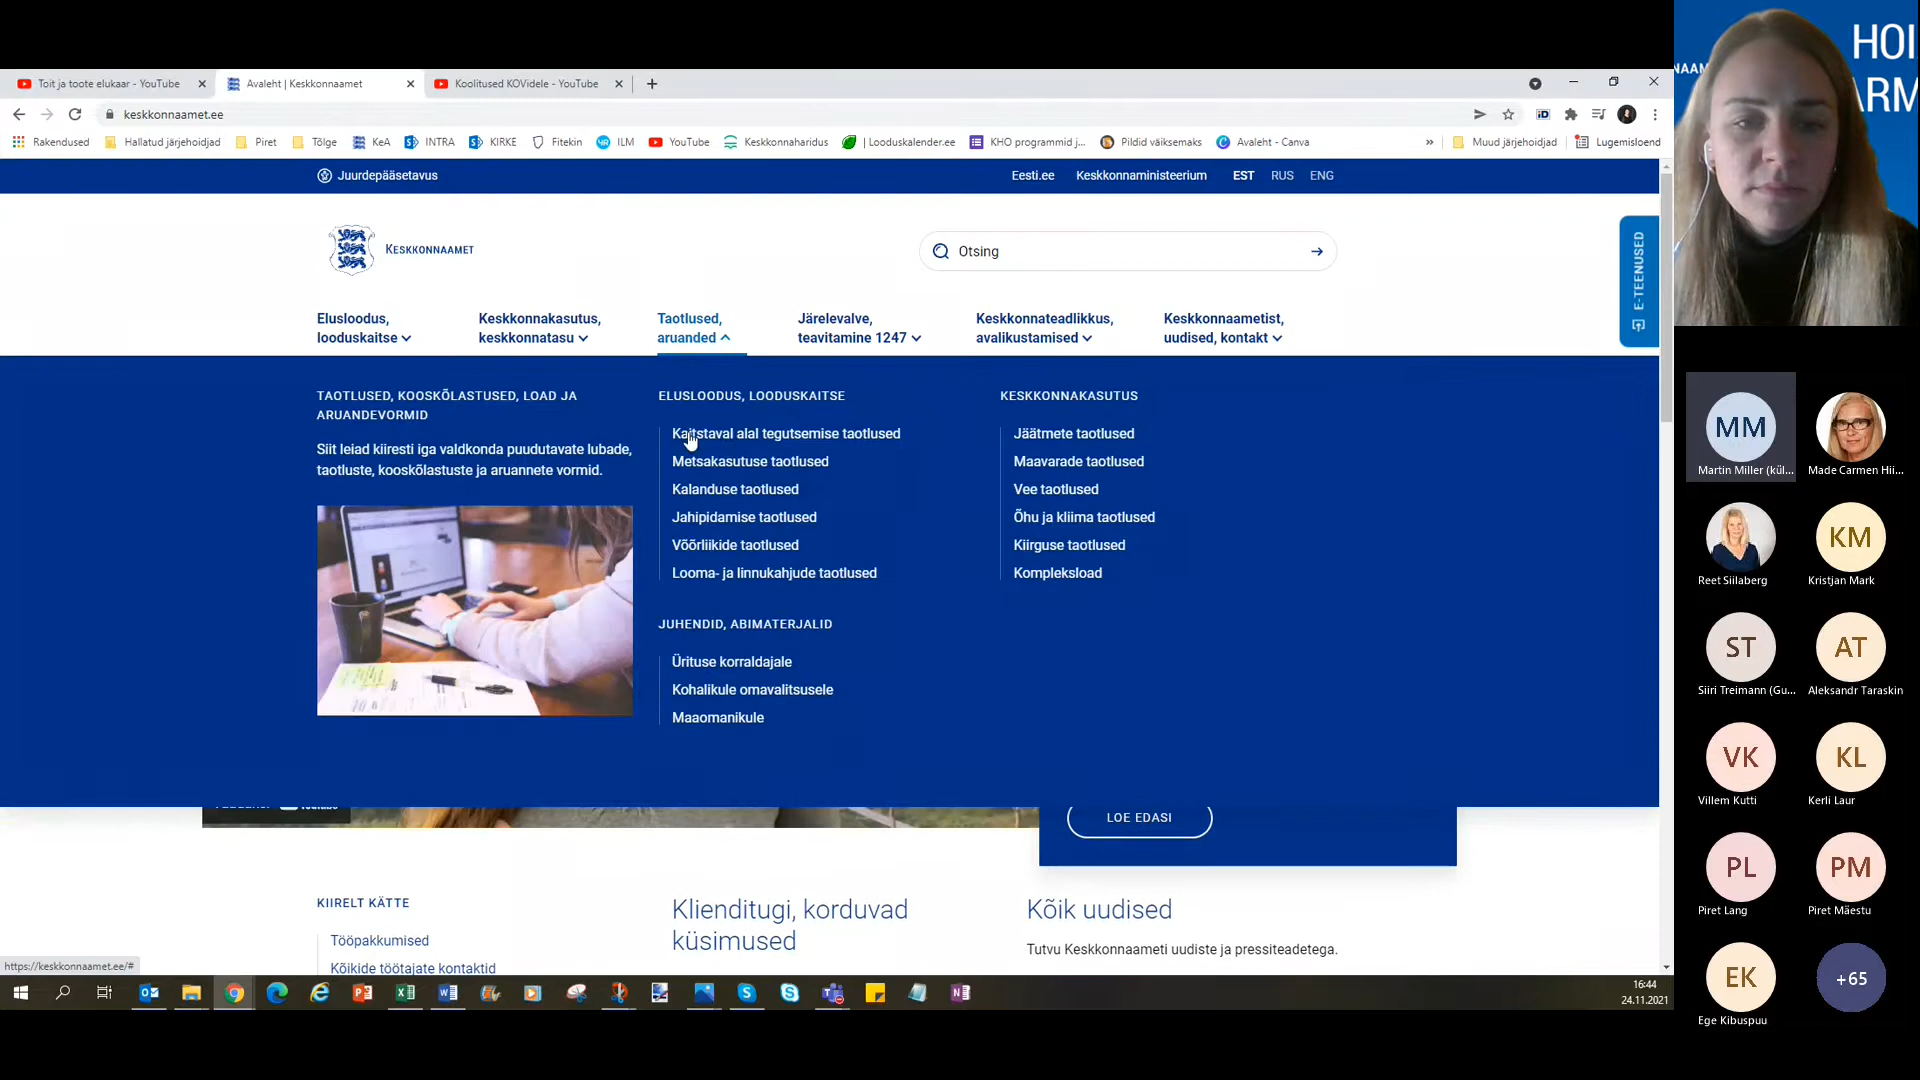 Toit ja toote elukaar - YouTube
Avaleht | Keskkonnaamet
Koolitused KOVidele - YouTube
keskkonnaamet.ee
Rakendused
Hallatud järjehoidjad
Piret
Tõlge
KeA
INTRA
KIRKE
Fitekin
ILM
YouTube
Keskkonnaharidus
| Looduskalender.ee
KHO programmid j...
Pildid väiksemaks
Avaleht - Canva
»
Muud järjehoidjad
Lugemisloend
Juurdepääsetavus
Eesti.ee
Keskkonnaministeerium
EST
RUS
ENG
KESKKONNAAMET
Otsing
E-TEENUSED
Elusloodus,
looduskaitse
Keskkonnakasutus,
keskkonnatasu
Taotlused,
aruanded
Järelevalve,
teavitamine 1247
Keskkonnateadlikkus,
avalikustamised
Keskkonnaametist,
uudised, kontakt
TAOTLUSED, KOOSKÕLASTUSED, LOAD JA
ARUANDEVORMID
Siit leiad kiiresti iga valdkonda puudutavate lubade,
taotluste, kooskõlastuste ja aruannete vormid.
ELUSLOODUS, LOODUSKAITSE
Kaitstaval alal tegutsemise taotlused
Metsakasutuse taotlused
Kalanduse taotlused
Jahipidamise taotlused
Võõrliikide taotlused
Looma- ja linnukahjude taotlused
JUHENDID, ABIMATERJALID
Ürituse korraldajale
Kohalikule omavalitsusele
Maaomanikule
KESKKONNAKASUTUS
Jäätmete taotlused
Maavarade taotlused
Vee taotlused
Õhu ja kliima taotlused
Kiirguse taotlused
Kompleksload
LOE EDASI
KIIRELT KÄTTE
Tööpakkumised
Kõikide töötajate kontaktid
Klienditugi, korduvad
küsimused
Kõik uudised
Tutvu Keskkonnaameti uudiste ja pressiteadetega.
https://keskkonnaamet.ee/#
16:44
24.11.2021
HOI
NAAM
ARM
MM
Martin Miller (kül...
Made Carmen Hii...
Reet Siilaberg
KM
Kristjan Mark
ST
Siiri Treimann (Gu...
AT
Aleksandr Taraskin
VK
Villem Kutti
KL
Kerli Laur
PL
Piret Lang
PM
Piret Mäestu
EK
Ege Kibuspuu
+65